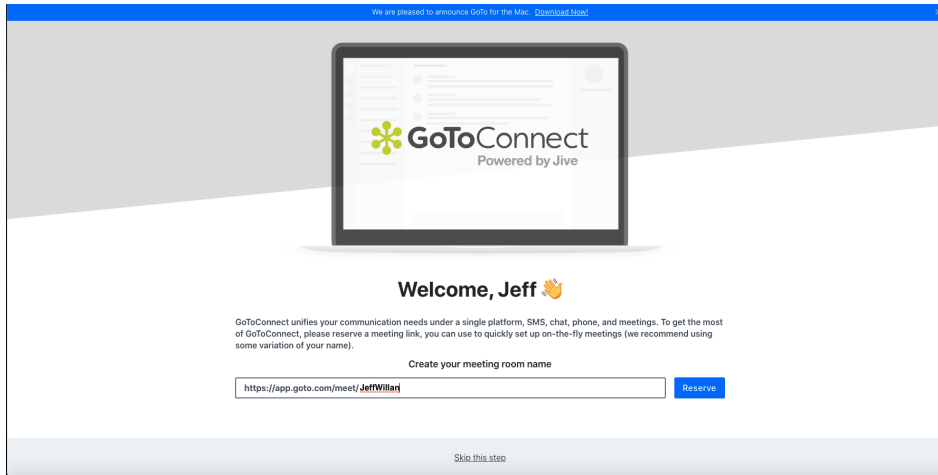 We are pleased to announce GoTo for the Mac. Download Now!
GoToConnect
Powered by Jive
Welcome, Jeff 👋
GoToConnect unifies your communication needs under a single platform, SMS, chat, phone, and meetings. To get the most
of GoToConnect, please reserve a meeting link, you can use to quickly set up on-the-fly meetings (we recommend using
some variation of your name).
Create your meeting room name
https://app.goto.com/meet/JeffWillan
Reserve
Skip this step